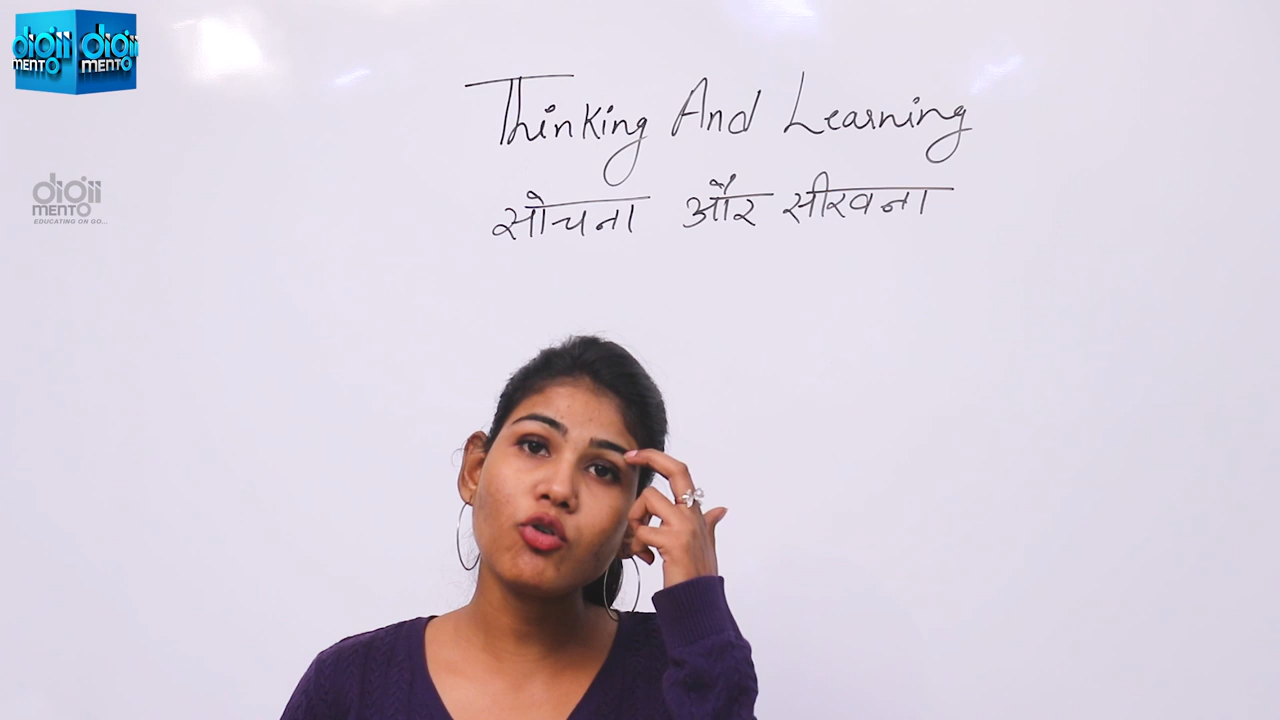 digii MENTO digii MENTO
Thinking And Learning
digii MENTO
EDUCATING ON GO...
सोचना और सीखना